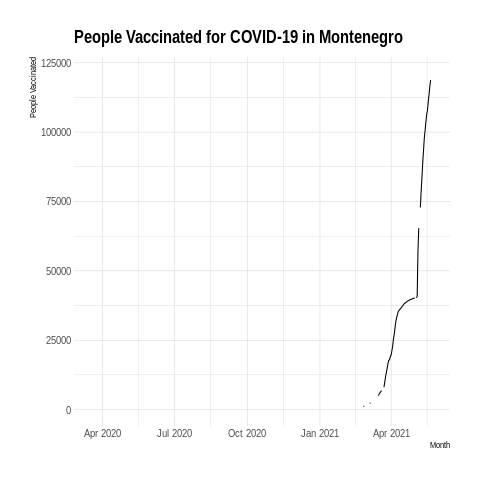 People Vaccinated for COVID-19 in Montenegro
People Vaccinated
125000
100000
75000
50000
25000
0
Apr 2020 Jul 2020 Oct 2020 Jan 2021 Apr 2021
Month